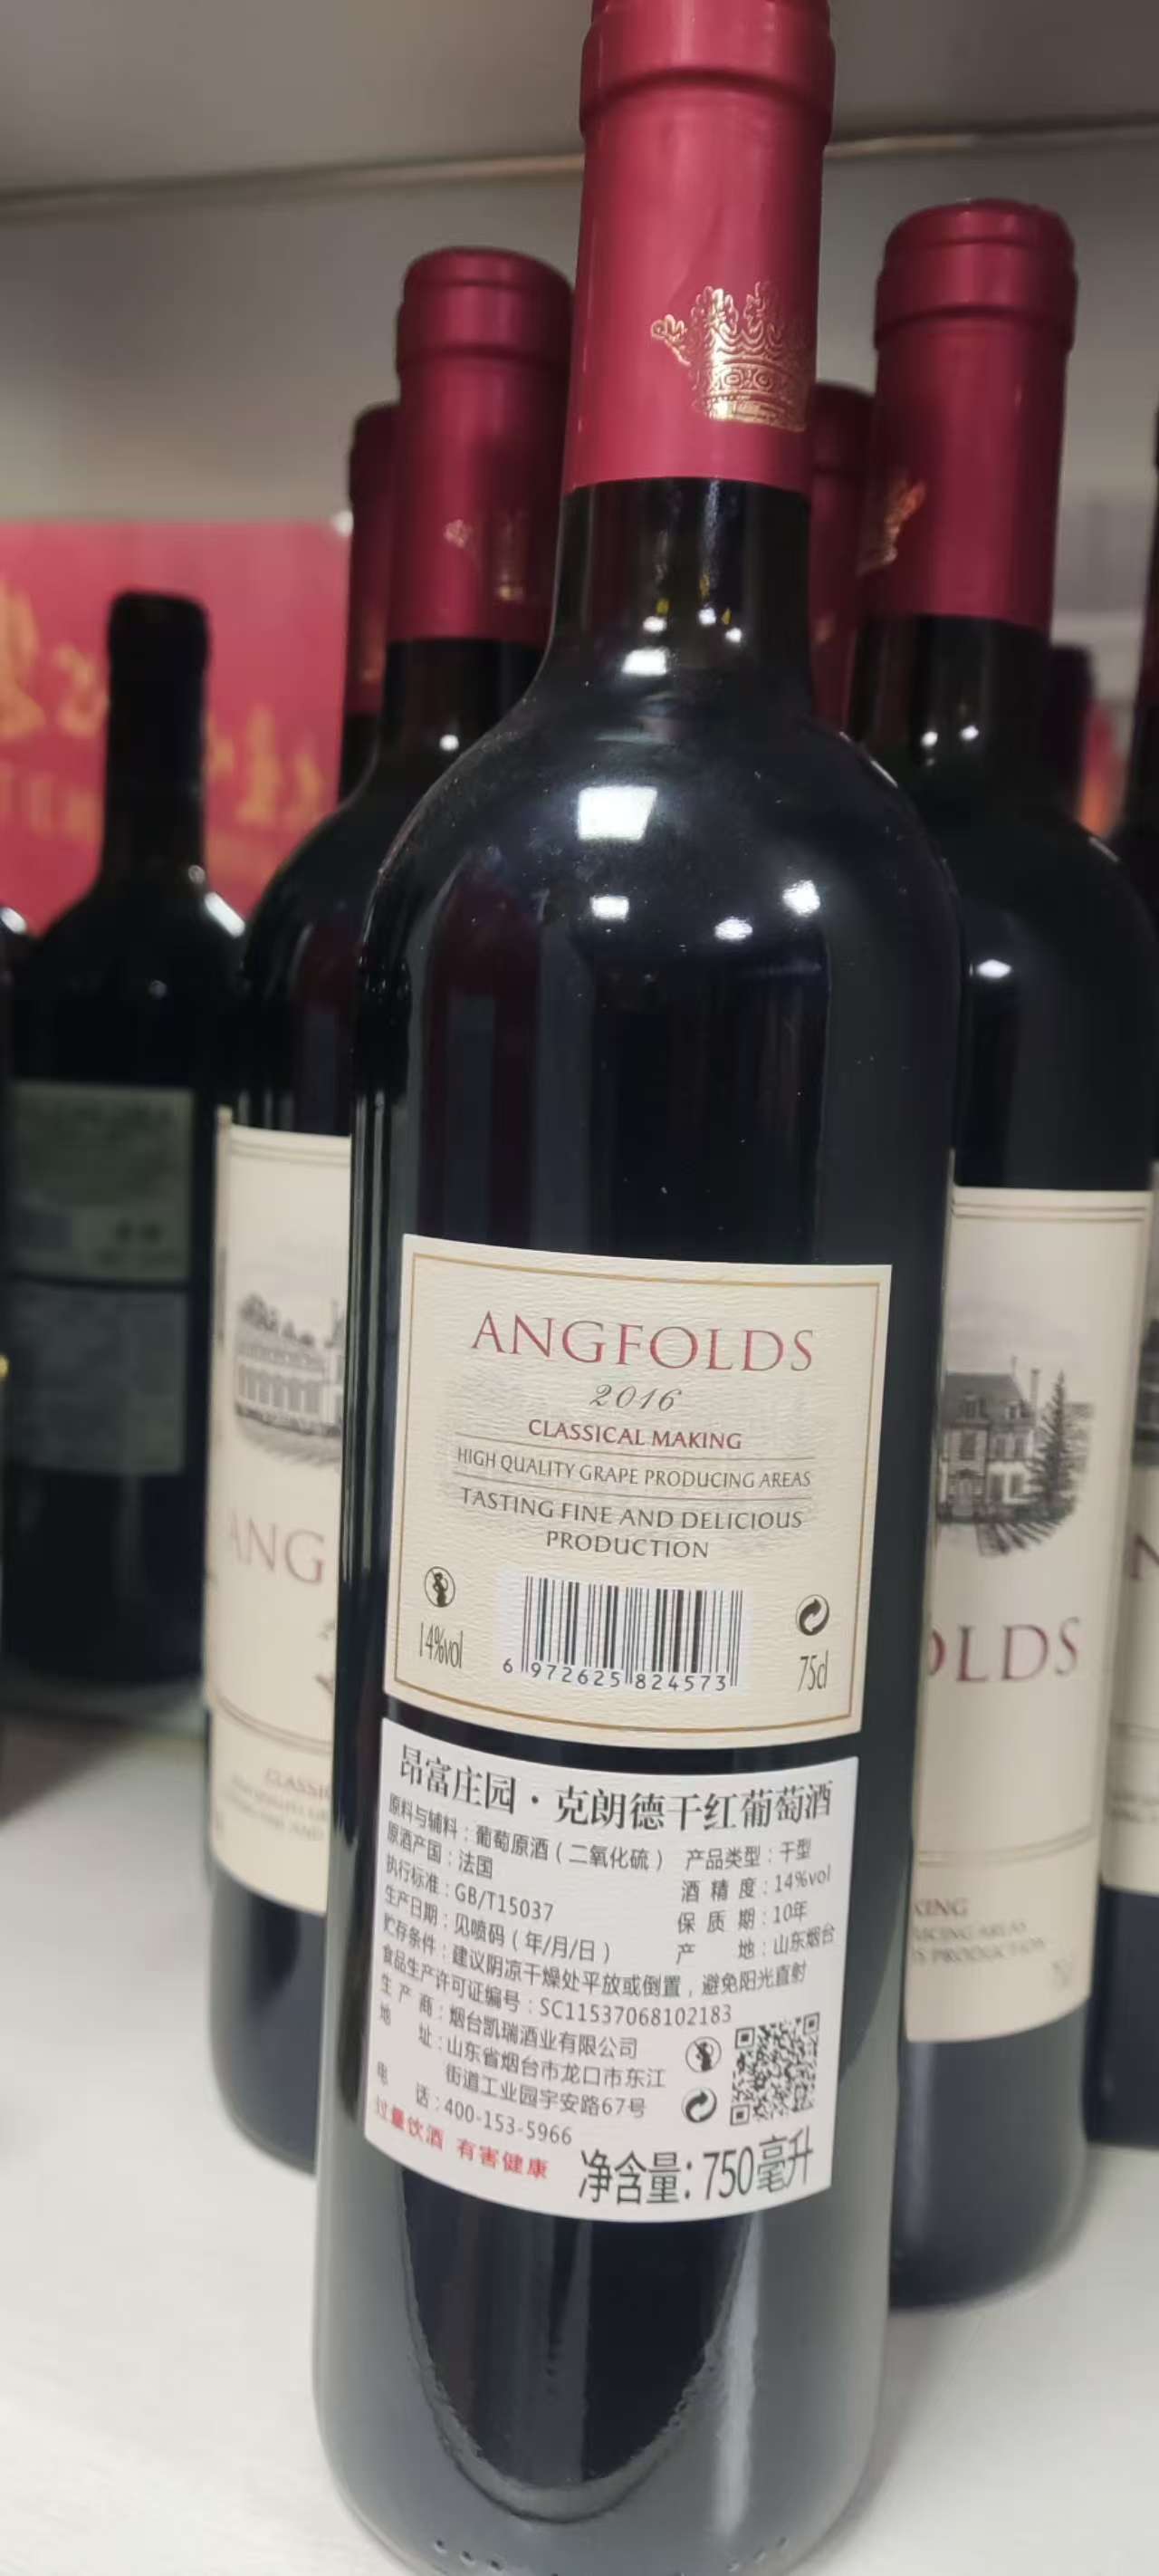 ANGFOLDS
2016
CLASSICAL MAKING
HIGH QUALITY GRAPE PRODUCING AREAS
TASTING FINE AND DELICIOUS
PRODUCTION
14%vol
6 972625 824573
75cl
昂富庄园·克朗德干红葡萄酒
原料与辅料：葡萄原酒（二氧化硫） 产品类型：干型
原酒产国：法国 酒精度：14%vol
执行标准：GB/T15037 保质期：10年
生产日期：见喷码（年/月/日） 产地：山东烟台
贮存条件：建议阴凉干燥处平放或倒置，避免阳光直射
食品生产许可证编号：SC11537068102183
生产商：烟台凯瑞酒业有限公司
地址：山东省烟台市龙口市东江
街道工业园宇安路67号
电话：400-153-5966
过量饮酒 有害健康
净含量：750毫升
ANG
OLDS